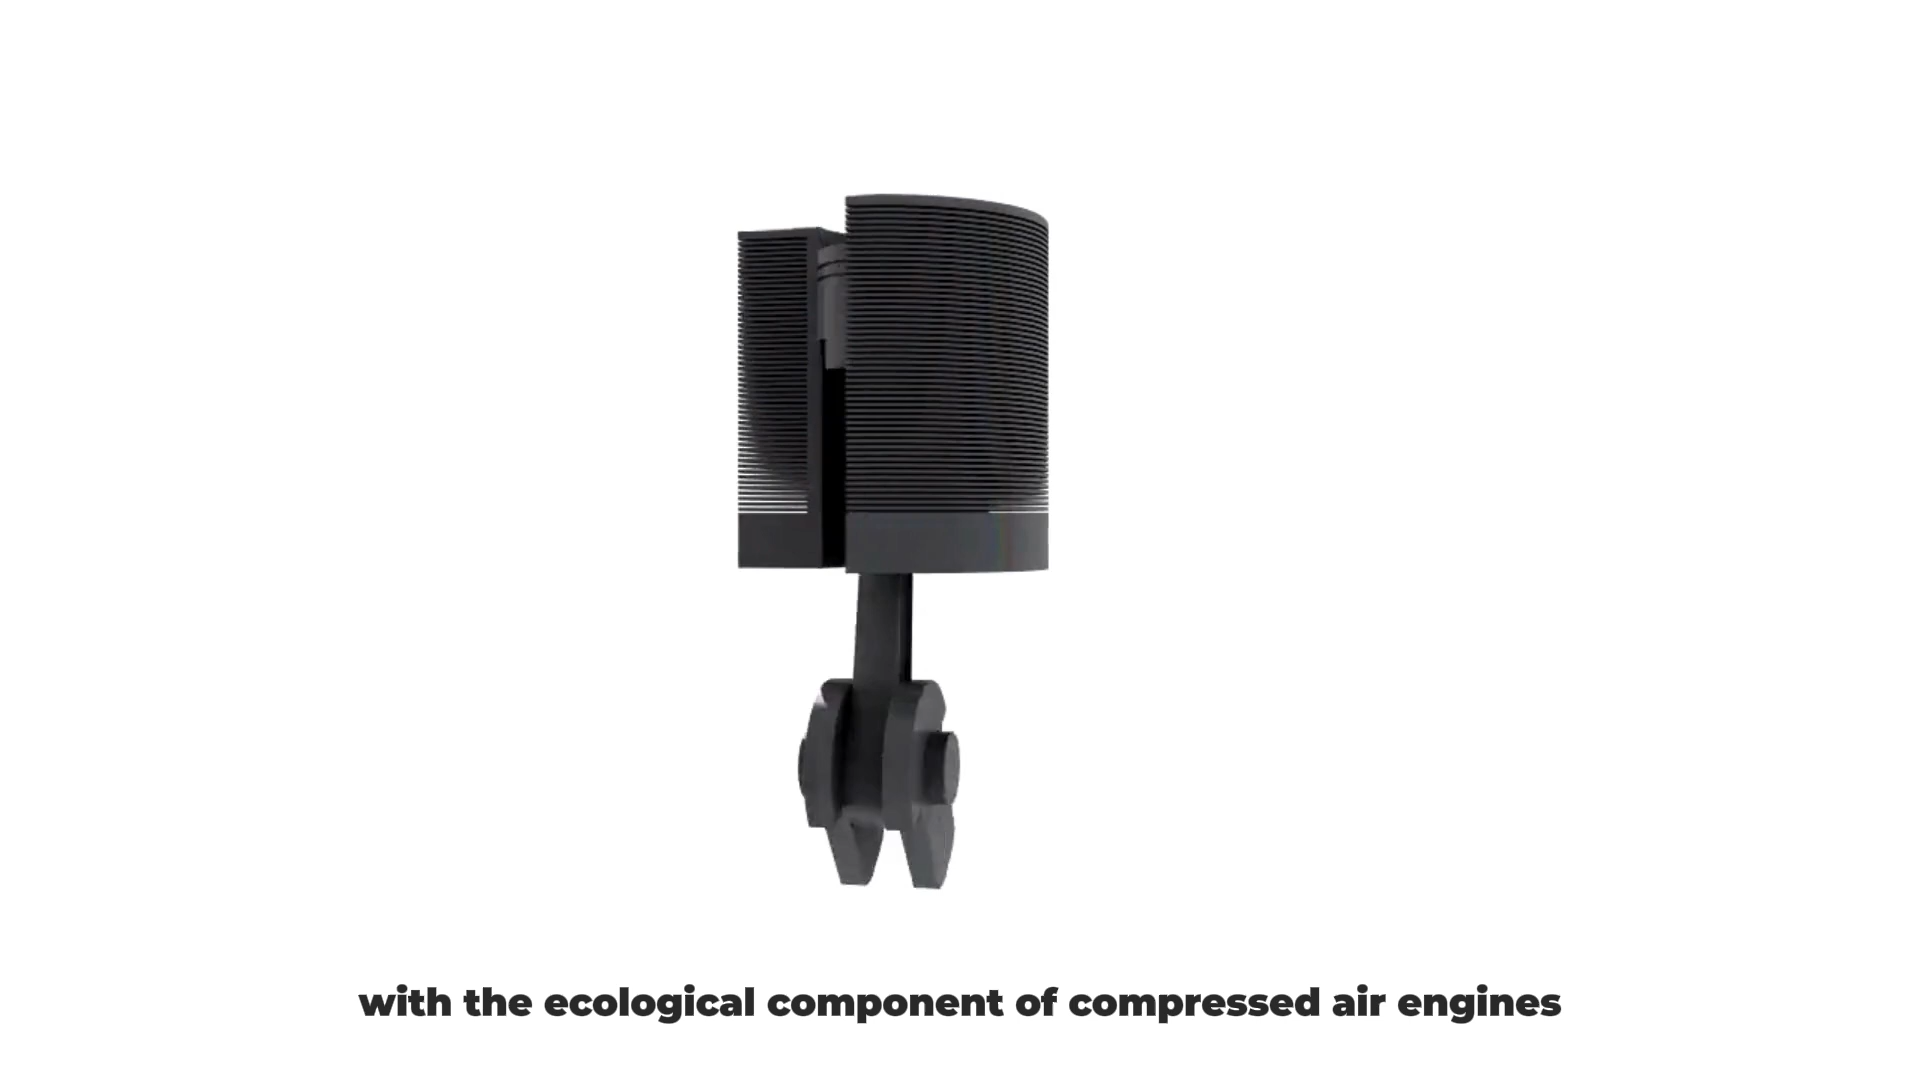 with the ecological component of compressed air engines